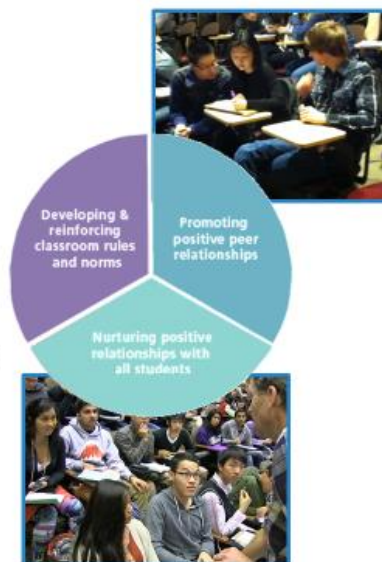 Developing &
reinforcing
classroom rules
and norms
Promoting
positive peer
relationships
Nurturing positive
relationships with
all students